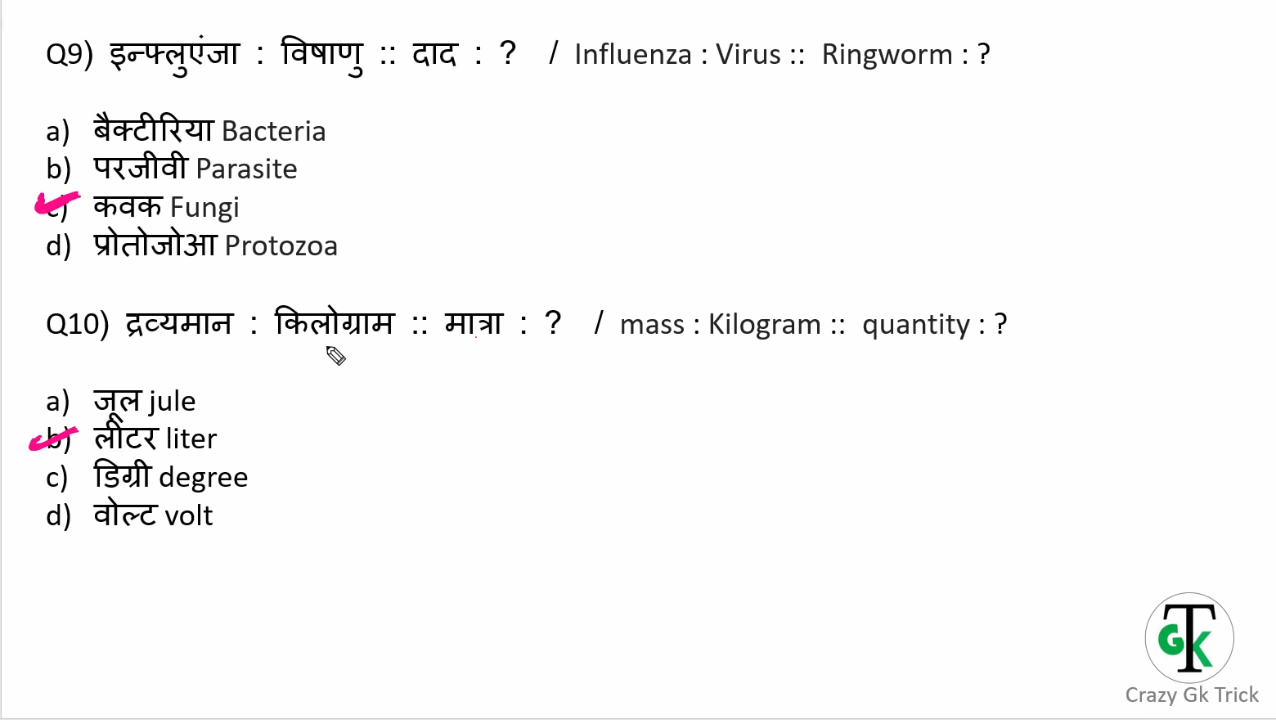 Q9) इन्फ्लुएंजा : विषाणु :: दाद : ? / Influenza : Virus :: Ringworm : ?
a) बैक्टीरिया Bacteria
b) परजीवी Parasite
c) कवक Fungi
d) प्रोतोजोआ Protozoa
Q10) द्रव्यमान : किलोग्राम :: मात्रा : ? / mass : Kilogram :: quantity : ?
a) जूल jule
b) लीटर liter
c) डिग्री degree
d) वोल्ट volt
GTK
Crazy Gk Trick